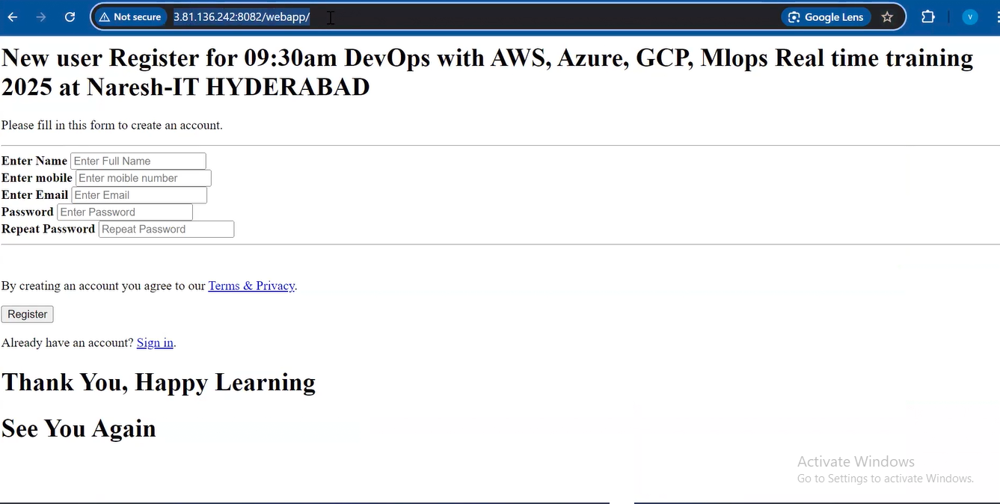 Not secure 3.81.136.242:8082/webapp/ Google Lens V
New user Register for 09:30am DevOps with AWS, Azure, GCP, Mlops Real time training
2025 at Naresh-IT HYDERABAD
Please fill in this form to create an account.
Enter Name Enter Full Name
Enter mobile Enter moible number
Enter Email Enter Email
Password Enter Password
Repeat Password Repeat Password
By creating an account you agree to our Terms & Privacy.
Register
Already have an account? Sign in.
Thank You, Happy Learning
See You Again
Activate Windows
Go to Settings to activate Windows.